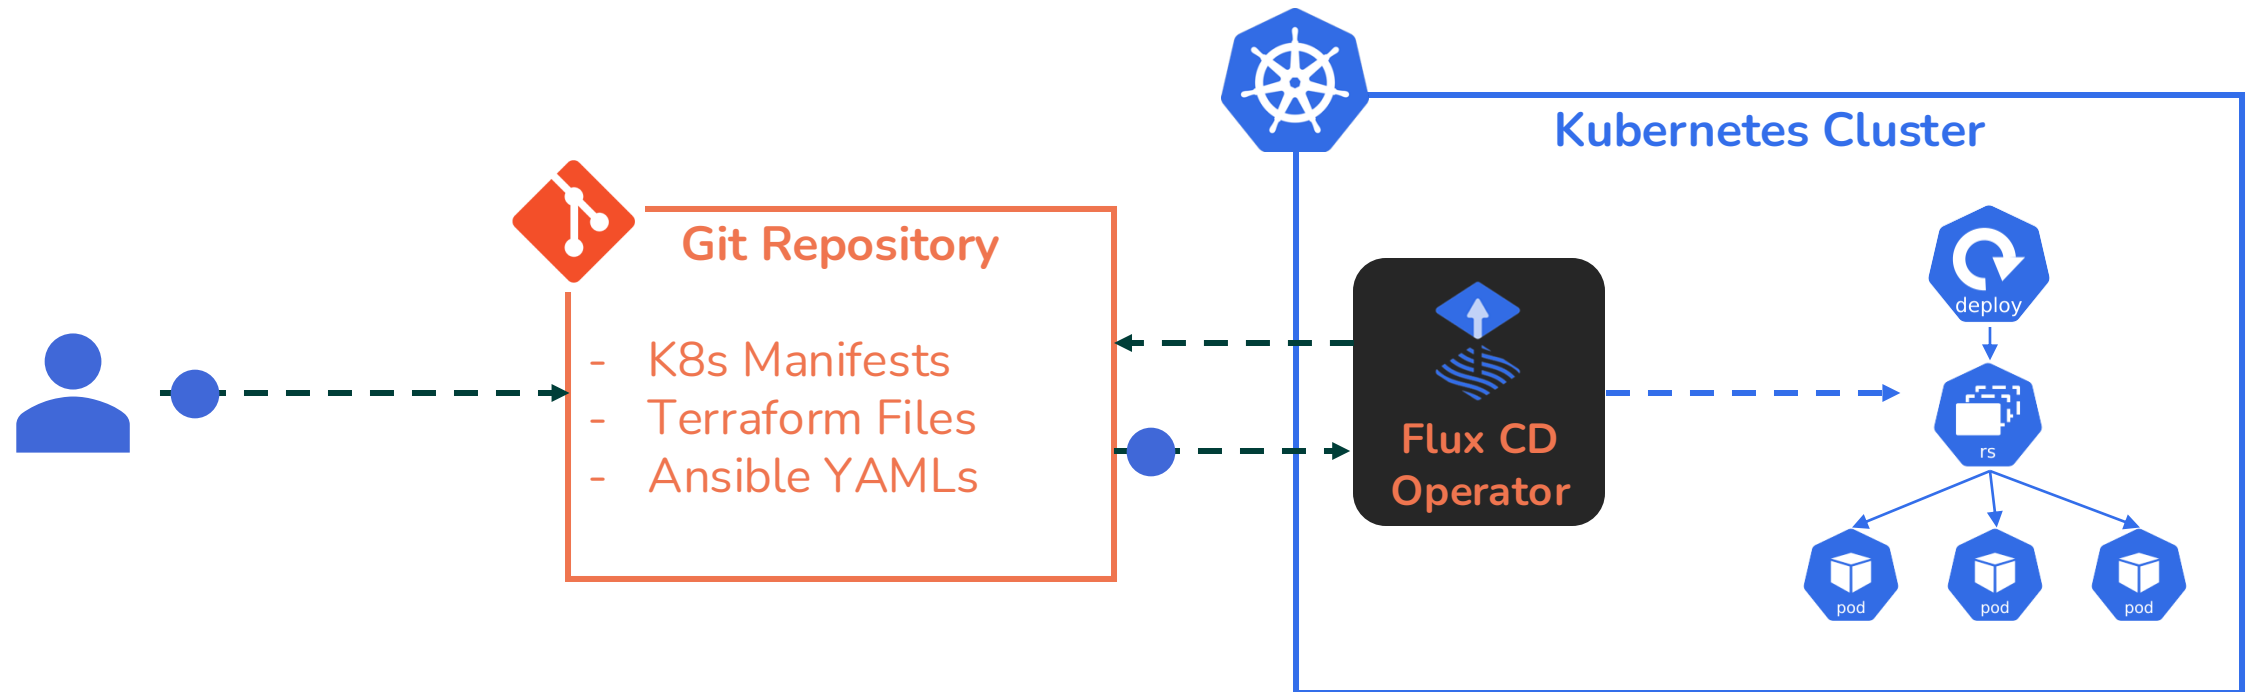 Kubernetes Cluster
Git Repository
- K8s Manifests
- Terraform Files
- Ansible YAMLs
Flux CD
Operator
deploy
rs
pod
pod
pod